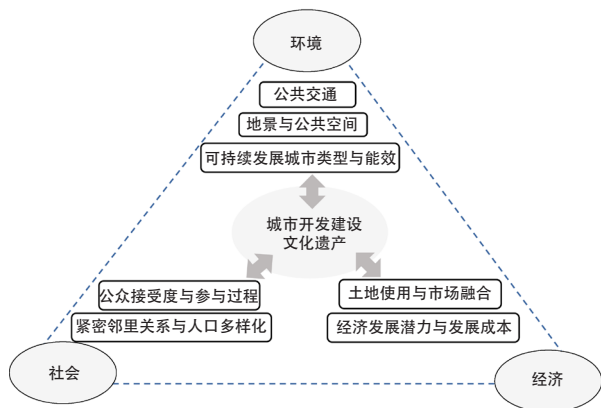 环境
公共交通
地景与公共空间
可持续发展城市类型与能效
城市开发建设
文化遗产
公众接受度与参与过程
紧密邻里关系与人口多样化
土地使用与市场融合
经济发展潜力与发展成本
社会
经济